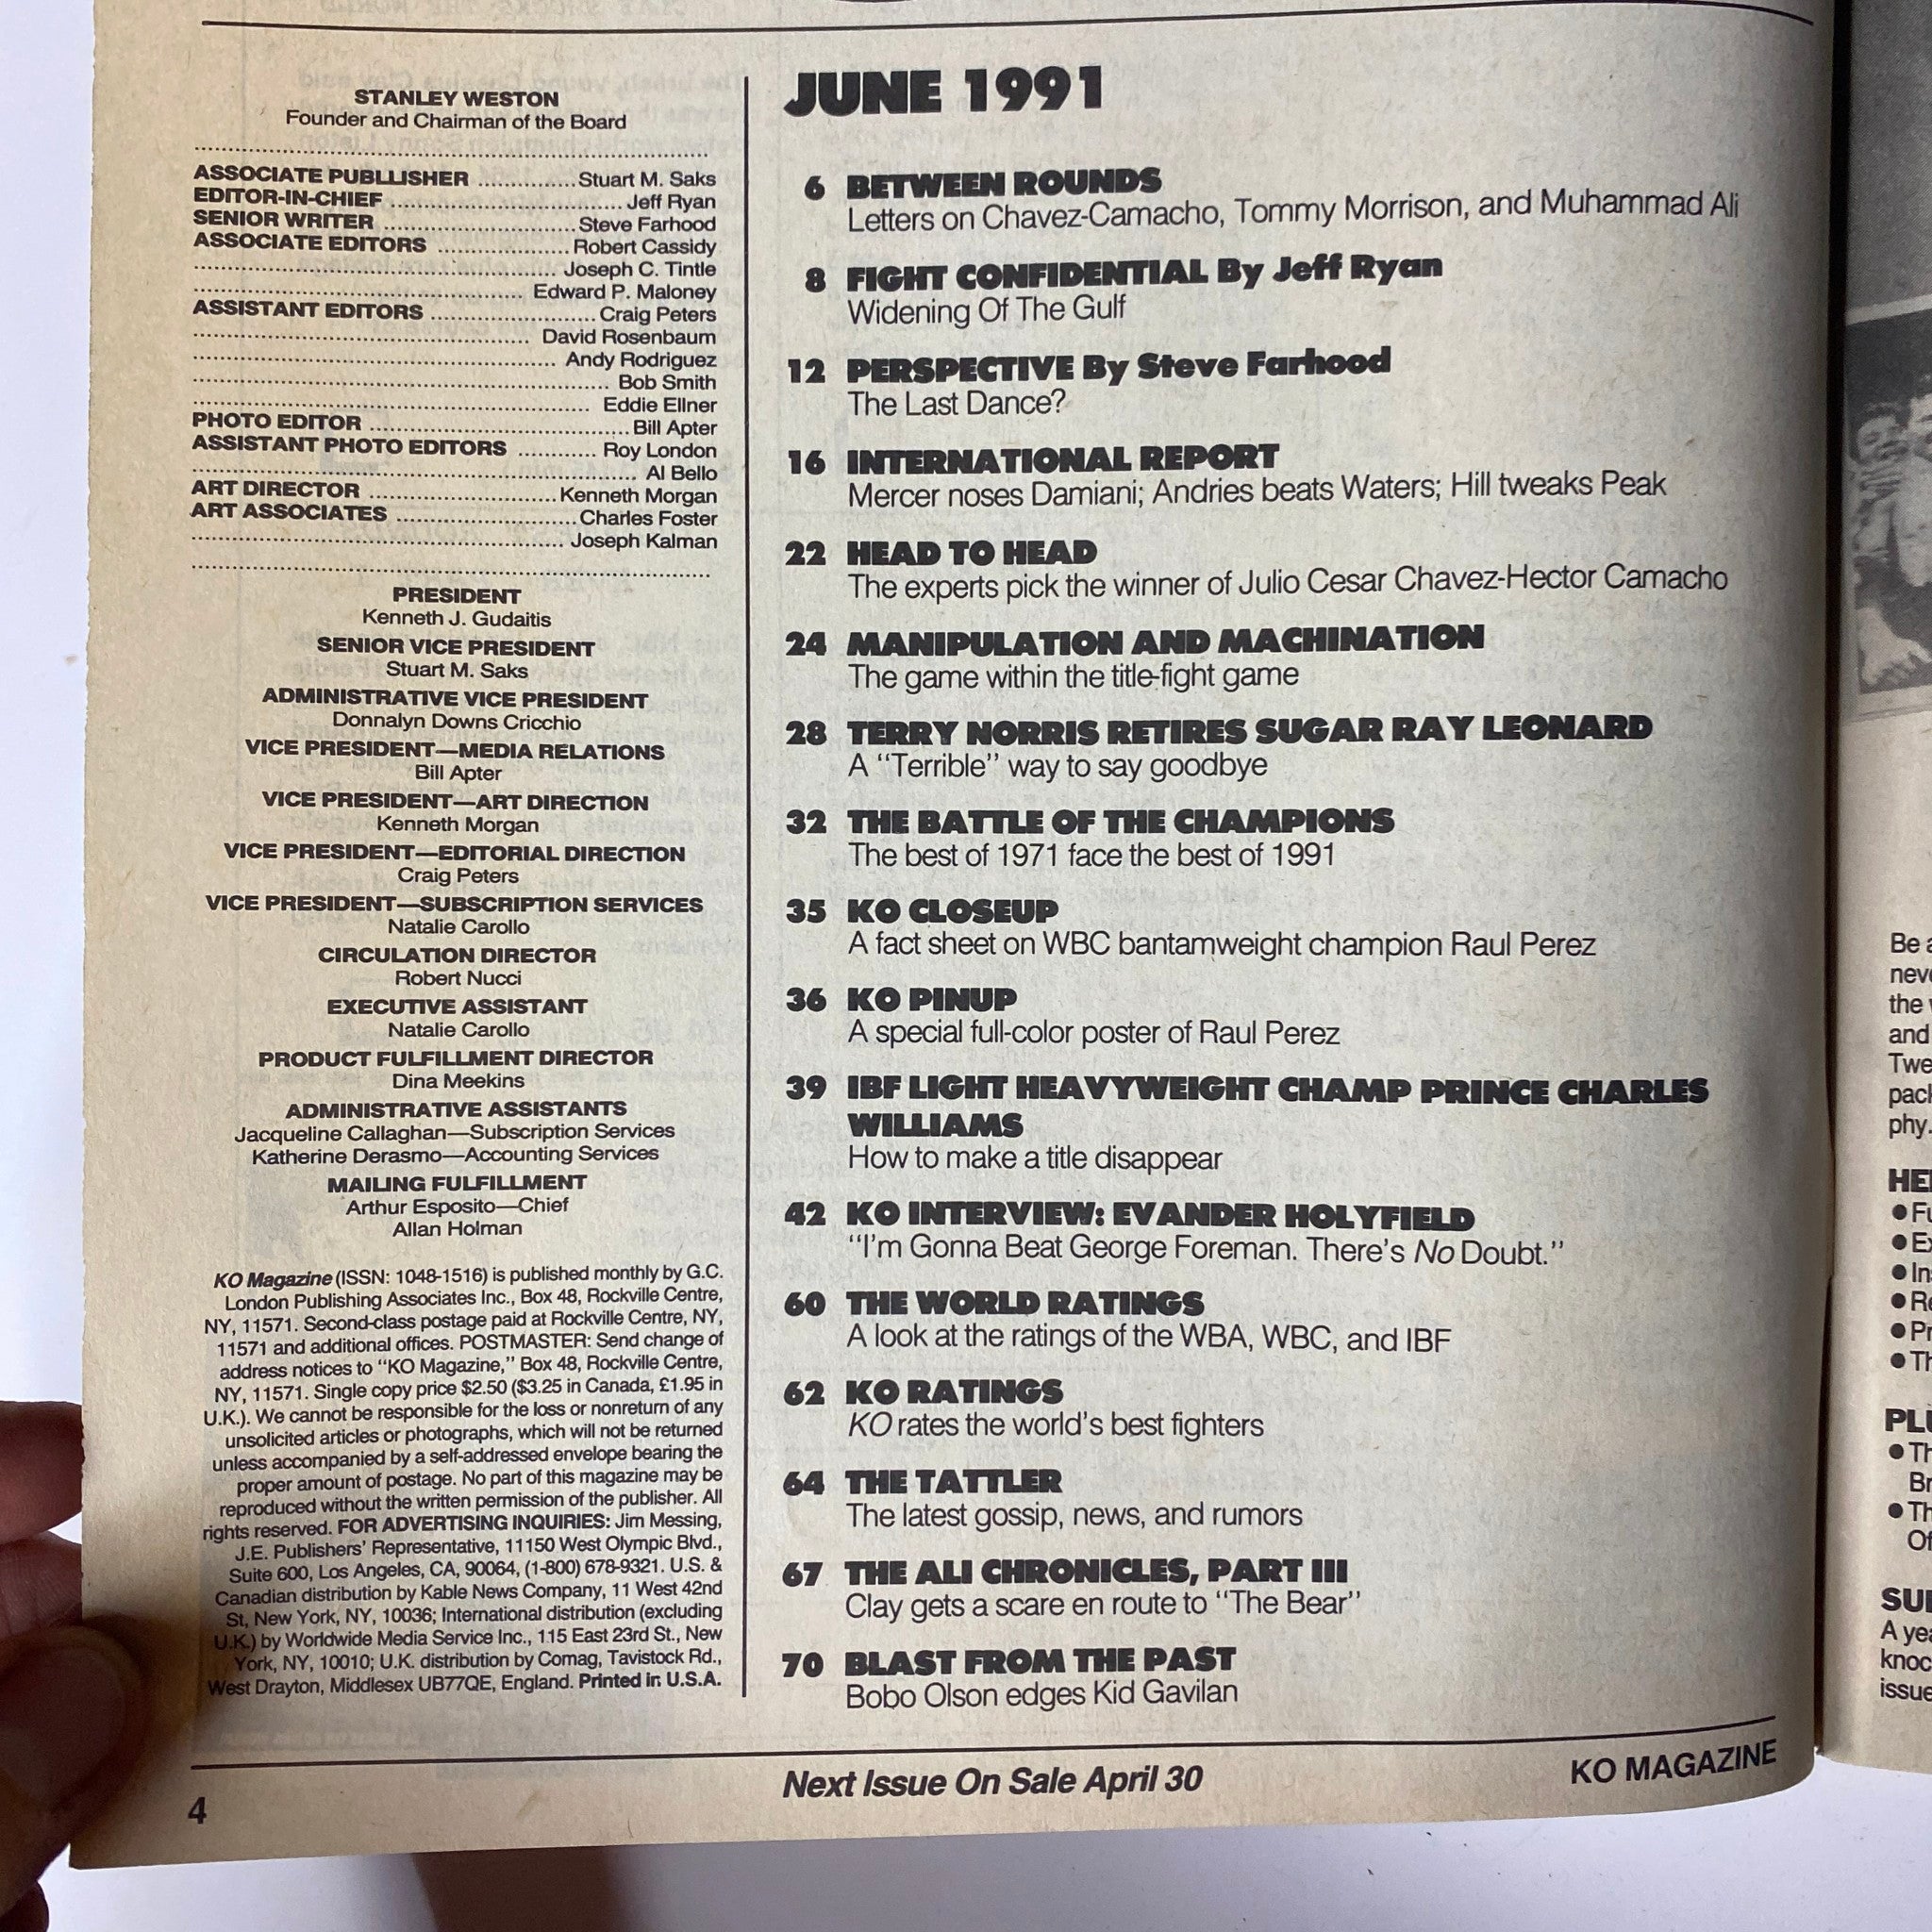 STANLEY WESTON
Founder and Chairman of the Board
ASSOCIATE PUBLLISHER ............... Stuart M. Saks
EDITOR-IN-CHIEF ................................... Jeff Ryan
SENIOR WRITER ............................. Steve Farhood
ASSOCIATE EDITORS .................... Robert Cassidy
....................................................... Joseph C. Tintle
.................................................. Edward P. Maloney
ASSISTANT EDITORS ......................... Craig Peters
................................................... David Rosenbaum
....................................................... Andy Rodriguez
............................................................... Bob Smith
............................................................ Eddie Ellner
PHOTO EDITOR ....................................... Bill Apter
ASSISTANT PHOTO EDITORS ............ Roy London
.................................................................... Al Bello
ART DIRECTOR ............................ Kenneth Morgan
ART ASSOCIATES ........................... Charles Foster
........................................................ Joseph Kalman
PRESIDENT
Kenneth J. Gudaitis
SENIOR VICE PRESIDENT
Stuart M. Saks
ADMINISTRATIVE VICE PRESIDENT
Donnalyn Downs Cricchio
VICE PRESIDENT—MEDIA RELATIONS
Bill Apter
VICE PRESIDENT—ART DIRECTION
Kenneth Morgan
VICE PRESIDENT—EDITORIAL DIRECTION
Craig Peters
VICE PRESIDENT—SUBSCRIPTION SERVICES
Natalie Carollo
CIRCULATION DIRECTOR
Robert Nucci
EXECUTIVE ASSISTANT
Natalie Carollo
PRODUCT FULFILLMENT DIRECTOR
Dina Meekins
ADMINISTRATIVE ASSISTANTS
Jacqueline Callaghan—Subscription Services
Katherine Derasmo—Accounting Services
MAILING FULFILLMENT
Arthur Esposito—Chief
Allan Holman
KO Magazine (ISSN: 1048-1516) is published monthly by G.C.
London Publishing Associates Inc., Box 48, Rockville Centre,
NY, 11571. Second-class postage paid at Rockville Centre, NY,
11571 and additional offices. POSTMASTER: Send change of
address notices to "KO Magazine," Box 48, Rockville Centre,
NY, 11571. Single copy price $2.50 ($3.25 in Canada, £1.95 in
U.K.). We cannot be responsible for the loss or nonreturn of any
unsolicited articles or photographs, which will not be returned
unless accompanied by a self-addressed envelope bearing the
proper amount of postage. No part of this magazine may be
reproduced without the written permission of the publisher. All
rights reserved. FOR ADVERTISING INQUIRIES: Jim Messing,
J.E. Publishers' Representative, 11150 West Olympic Blvd.,
Suite 600, Los Angeles, CA, 90064, (1-800) 678-9321. U.S. &
Canadian distribution by Kable News Company, 11 West 42nd
St, New York, NY, 10036; International distribution (excluding
U.K.) by Worldwide Media Service Inc., 115 East 23rd St., New
York, NY, 10010; U.K. distribution by Comag, Tavistock Rd.,
West Drayton, Middlesex UB77QE, England. Printed in U.S.A.
JUNE 1991
6 BETWEEN ROUNDS
Letters on Chavez-Camacho, Tommy Morrison, and Muhammad Ali
8 FIGHT CONFIDENTIAL By Jeff Ryan
Widening Of The Gulf
12 PERSPECTIVE By Steve Farhood
The Last Dance?
16 INTERNATIONAL REPORT
Mercer noses Damiani; Andries beats Waters; Hill tweaks Peak
22 HEAD TO HEAD
The experts pick the winner of Julio Cesar Chavez-Hector Camacho
24 MANIPULATION AND MACHINATION
The game within the title-fight game
28 TERRY NORRIS RETIRES SUGAR RAY LEONARD
A "Terrible" way to say goodbye
32 THE BATTLE OF THE CHAMPIONS
The best of 1971 face the best of 1991
35 KO CLOSEUP
A fact sheet on WBC bantamweight champion Raul Perez
36 KO PINUP
A special full-color poster of Raul Perez
39 IBF LIGHT HEAVYWEIGHT CHAMP PRINCE CHARLES
WILLIAMS
How to make a title disappear
42 KO INTERVIEW: EVANDER HOLYFIELD
"I'm Gonna Beat George Foreman. There's No Doubt."
60 THE WORLD RATINGS
A look at the ratings of the WBA, WBC, and IBF
62 KO RATINGS
KO rates the world's best fighters
64 THE TATTLER
The latest gossip, news, and rumors
67 THE ALI CHRONICLES, PART III
Clay gets a scare en route to "The Bear"
70 BLAST FROM THE PAST
Bobo Olson edges Kid Gavilan
4
Next Issue On Sale April 30
KO MAGAZINE
Be
the
and
phy.